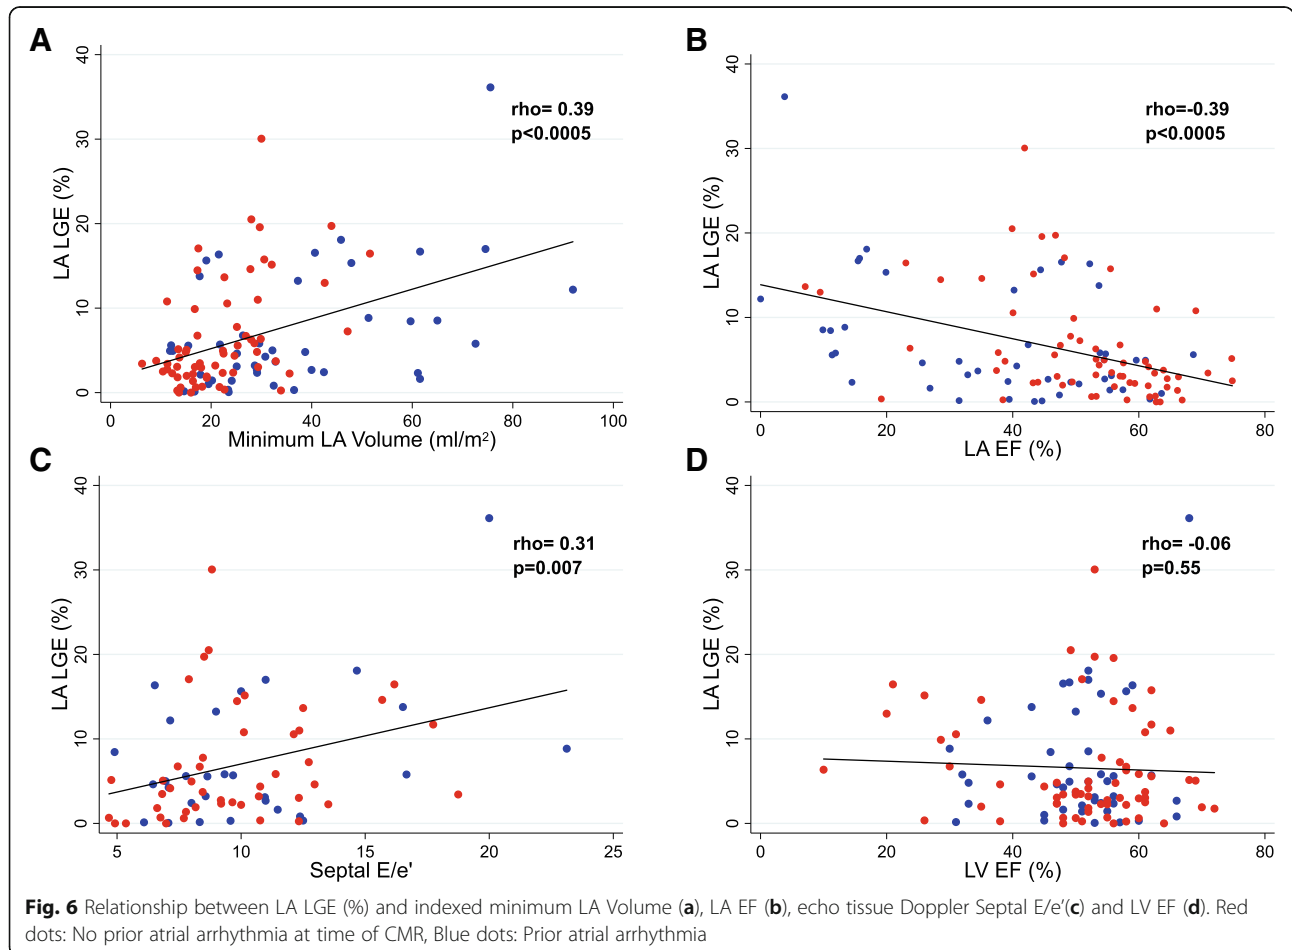 A
40
30
20
10
0
LA LGE (%)
rho= 0.39
p<0.0005
0 20 40 60 80 100
Minimum LA Volume (ml/m²)
B
40
30
20
10
0
LA LGE (%)
rho=-0.39
p<0.0005
0 20 40 60 80
LA EF (%)
C
40
30
20
10
0
LA LGE (%)
rho= 0.31
p=0.007
5 10 15 20 25
Septal E/e'
D
40
30
20
10
0
LA LGE (%)
rho= -0.06
p=0.55
0 20 40 60 80
LV EF (%)
Fig. 6 Relationship between LA LGE (%) and indexed minimum LA Volume (a), LA EF (b), echo tissue Doppler Septal E/e'(c) and LV EF (d). Red
dots: No prior atrial arrhythmia at time of CMR, Blue dots: Prior atrial arrhythmia